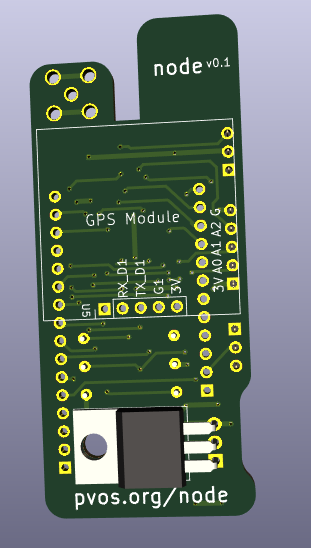 node v0.1
GPS Module
3V A0 A1 A2 G
U5
RX_D1
TX_D1
G1
3V
pvos.org/node